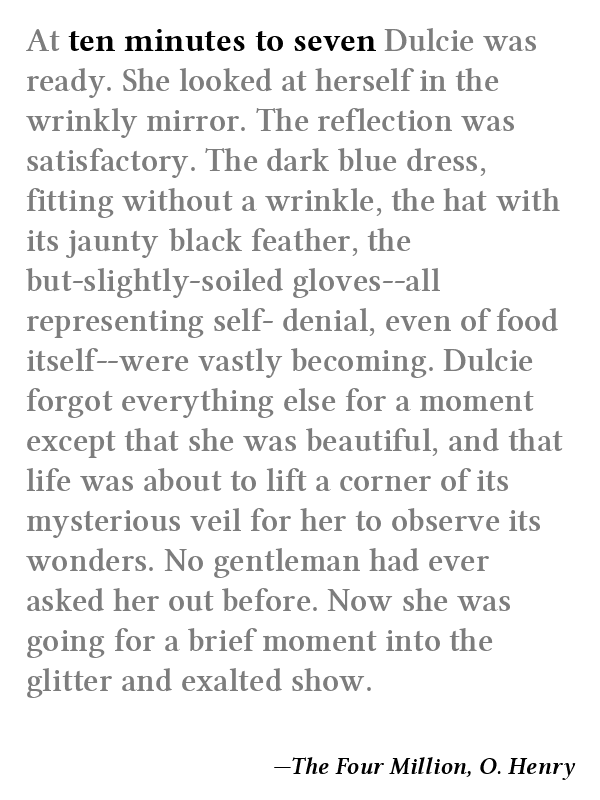 At ten minutes to seven Dulcie was
ready. She looked at herself in the
wrinkly mirror. The reflection was
satisfactory. The dark blue dress,
fitting without a wrinkle, the hat with
its jaunty black feather, the
but-slightly-soiled gloves--all
representing self- denial, even of food
itself--were vastly becoming. Dulcie
forgot everything else for a moment
except that she was beautiful, and that
life was about to lift a corner of its
mysterious veil for her to observe its
wonders. No gentleman had ever
asked her out before. Now she was
going for a brief moment into the
glitter and exalted show.
—The Four Million, O. Henry